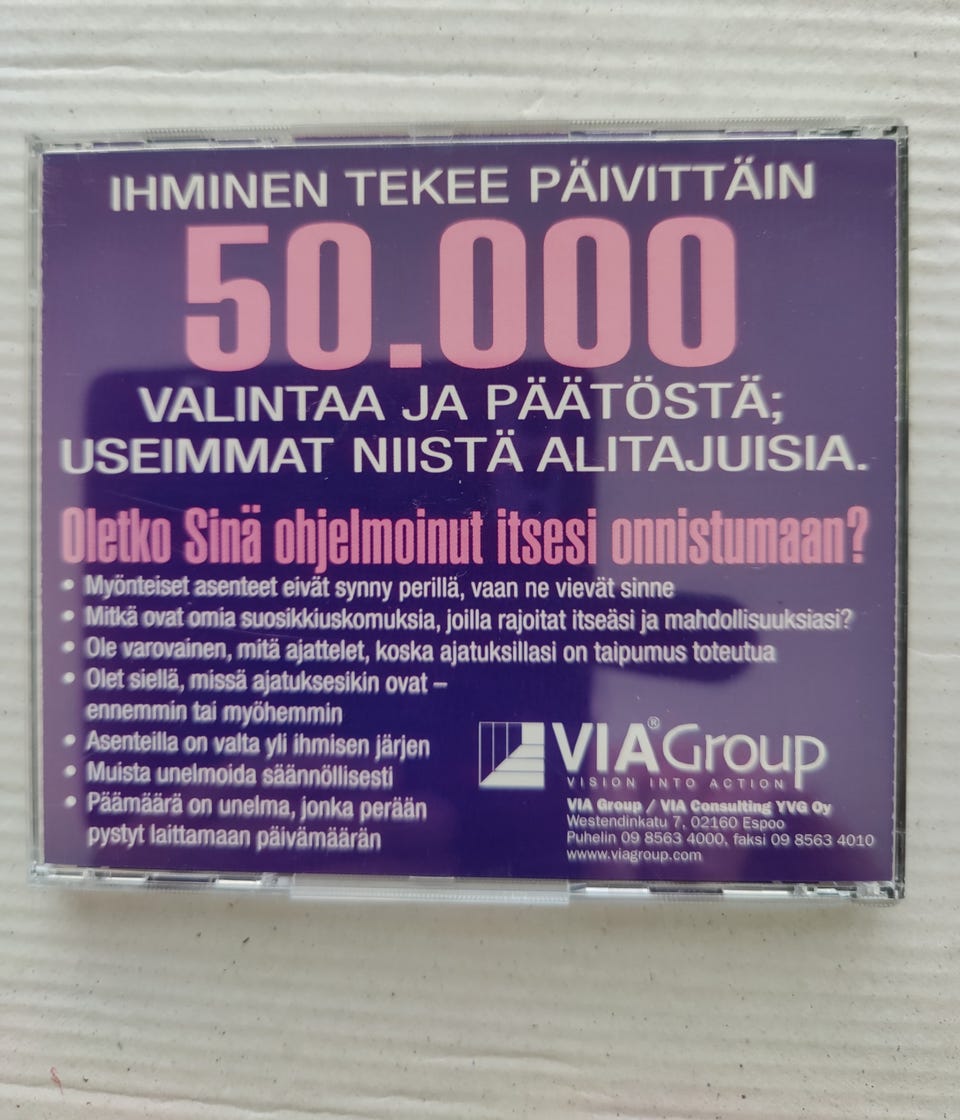 IHMINEN TEKEE PÄIVITTÄIN
50.000
VALINTAA JA PÄÄTÖSTÄ;
USEIMMAT NIISTÄ ALITAJUISIA.
Oletko Sinä ohjelmoinut itsesi onnistumaan?
• Myönteiset asenteet eivät synny perillä, vaan ne vievät sinne
• Mitkä ovat omia suosikkiuskomuksia, joilla rajoitat itseäsi ja mahdollisuuksiasi?
• Ole varovainen, mitä ajattelet, koska ajatuksillasi on taipumus toteutua
• Olet siellä, missä ajatuksesikin ovat –
ennemmin tai myöhemmin
• Asenteilla on valta yli ihmisen järjen
• Muista unelmoida säännöllisesti
• Päämäärä on unelma, jonka perään
pystyt laittamaan päivämäärän
VIA® Group
VISION INTO ACTION
VIA Group / VIA Consulting YVG Oy
Westendinkatu 7, 02160 Espoo
Puhelin 09 8563 4000, faksi 09 8563 4010
www.viagroup.com